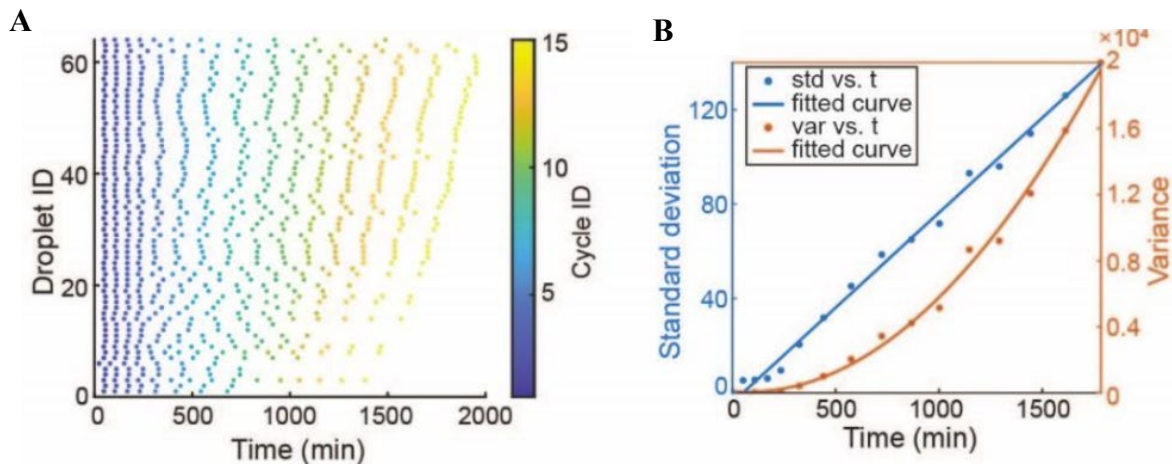 A
60
40
20
0
Droplet ID
0 500 1000 1500 2000
Time (min)
15
10
5
Cycle ID
B
×10⁴
std vs. t
fitted curve
var vs. t
fitted curve
120
80
40
0
Standard deviation
2
1.6
1.2
0.8
0.4
0
Variance
0 500 1000 1500
Time (min)